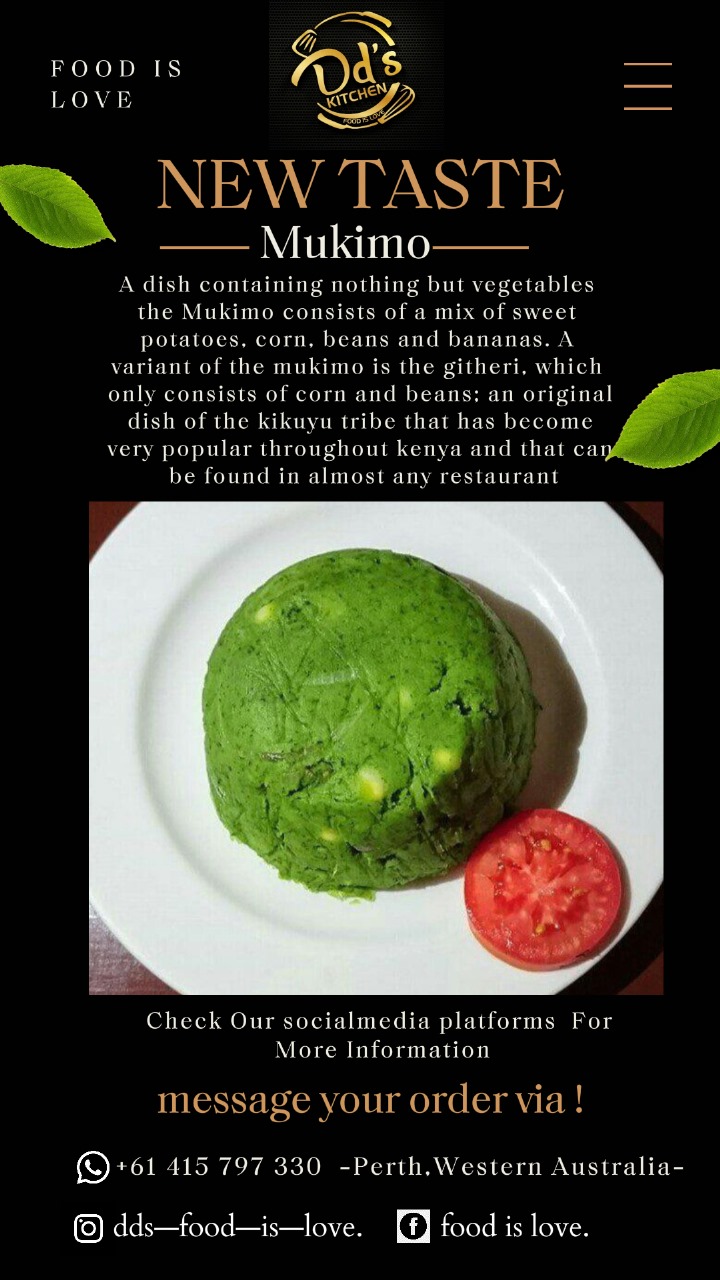 FOOD IS
LOVE
Dd's
KITCHEN
FOOD IS LOVE
NEW TASTE
Mukimo
A dish containing nothing but vegetables
the Mukimo consists of a mix of sweet
potatoes, corn, beans and bananas. A
variant of the mukimo is the githeri, which
only consists of corn and beans; an original
dish of the kikuyu tribe that has become
very popular throughout kenya and that can
be found in almost any restaurant
Check Our socialmedia platforms For
More Information
message your order via !
+61 415 797 330 -Perth,Western Australia-
dds—food—is—love.
food is love.